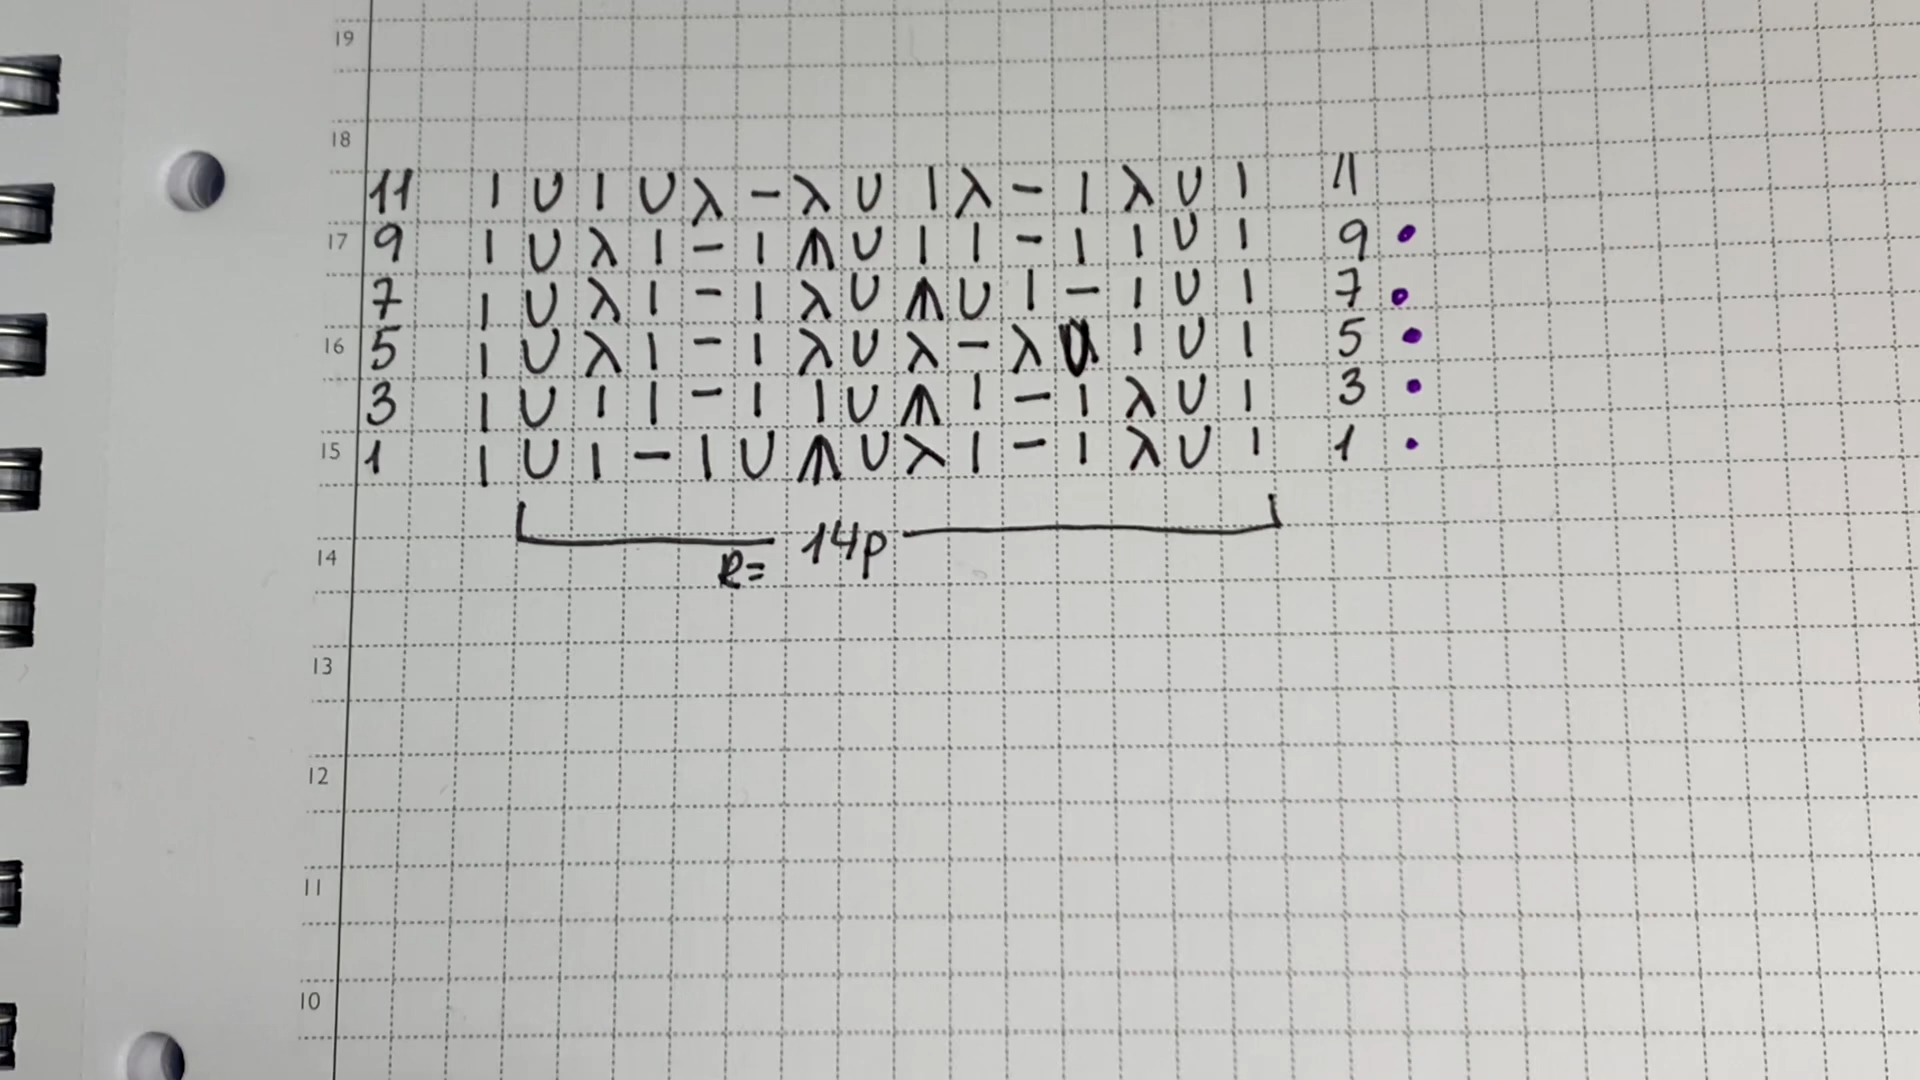 19
18
11 | U | U λ − λ U | λ − | λ U | 11
17 9 | U λ | − | ⩚ U | | − | | U | 9 •
7 | U λ | − | λ U ⩚ U | − | U | 7 •
16 5 | U λ | − | λ U λ − λ U | U | 5 •
3 | U | | − | | U ⩚ | − | λ U | 3 •
15 1 | U | − | U ⩚ U λ | − | λ U | 1 •
14 R= 14p
13
12
11
10